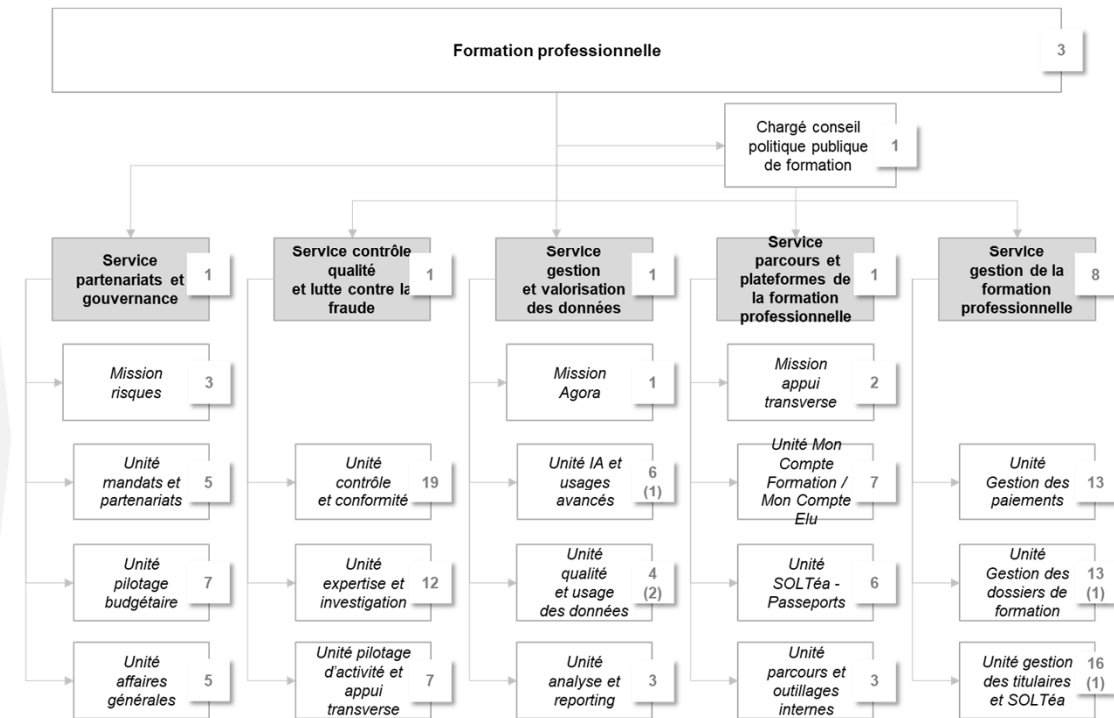 Formation professionnelle
3
Chargé conseil
politique publique
de formation
1
Service
partenariats et
gouvernance
1
Service contrôle
qualité
et lutte contre la
fraude
1
Service
gestion
et valorisation
des données
1
Service
parcours et
plateformes de
la formation
professionnelle
1
Service
gestion de la
formation
professionnelle
8
Mission
risques
3
Mission
Agora
1
Mission
appui
transverse
2
Unité
mandats et
partenariats
5
Unité
contrôle
et conformité
19
Unité IA et
usages
avancés
6
(1)
Unité Mon
Compte
Formation /
Mon Compte
Elu
7
Unité
Gestion des
paiements
13
Unité
pilotage
budgétaire
7
Unité
expertise et
investigation
12
Unité
qualité
et usage
des données
4
(2)
Unité
SOLTéa -
Passeports
6
Unité
Gestion des
dossiers de
formation
13
(1)
Unité
affaires
générales
5
Unité pilotage
d'activité et
appui
transverse
7
Unité
analyse et
reporting
3
Unité
parcours et
outillages
internes
3
Unité gestion
des titulaires
et SOLTéa
16
(1)